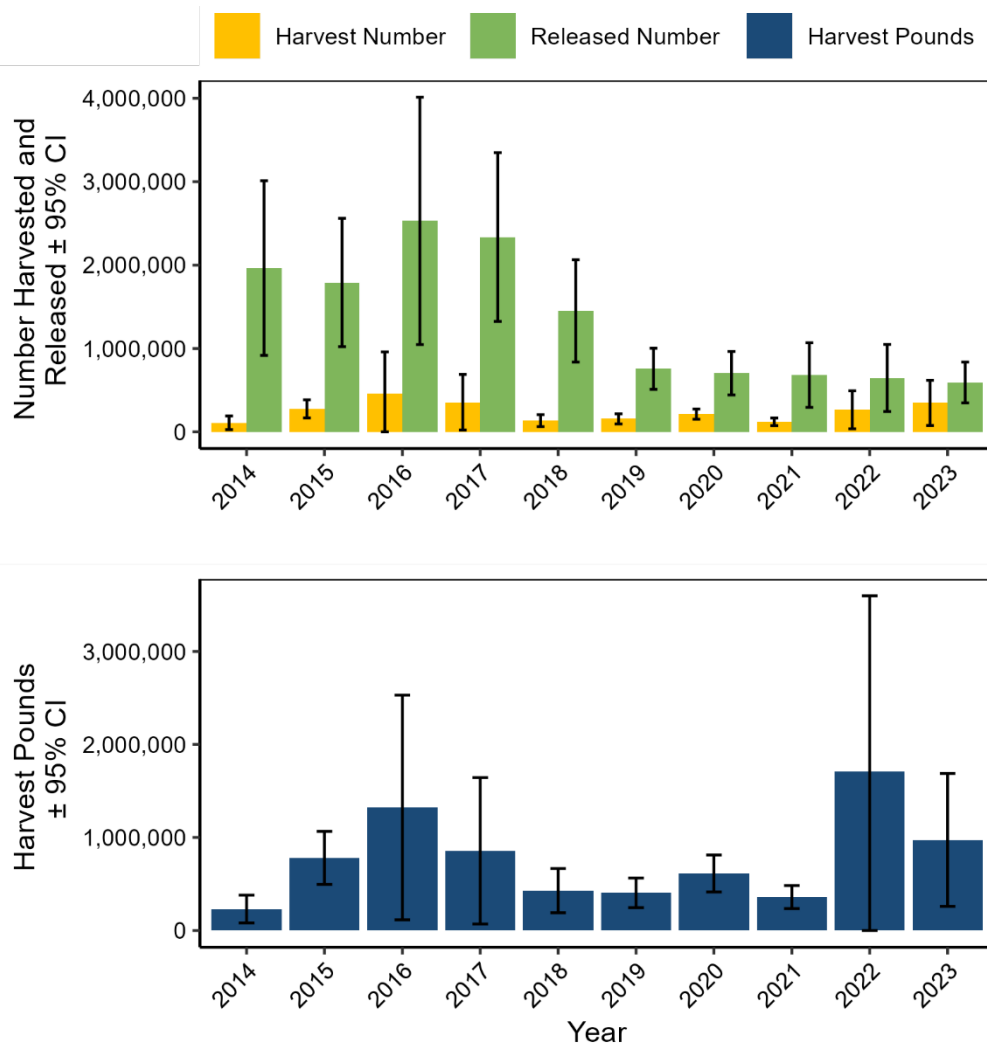 Harvest Number Released Number Harvest Pounds
Number Harvested and
Released ± 95% CI
4,000,000
3,000,000
2,000,000
1,000,000
0
2014 2015 2016 2017 2018 2019 2020 2021 2022 2023
Harvest Pounds
± 95% CI
3,000,000
2,000,000
1,000,000
0
2014 2015 2016 2017 2018 2019 2020 2021 2022 2023
Year